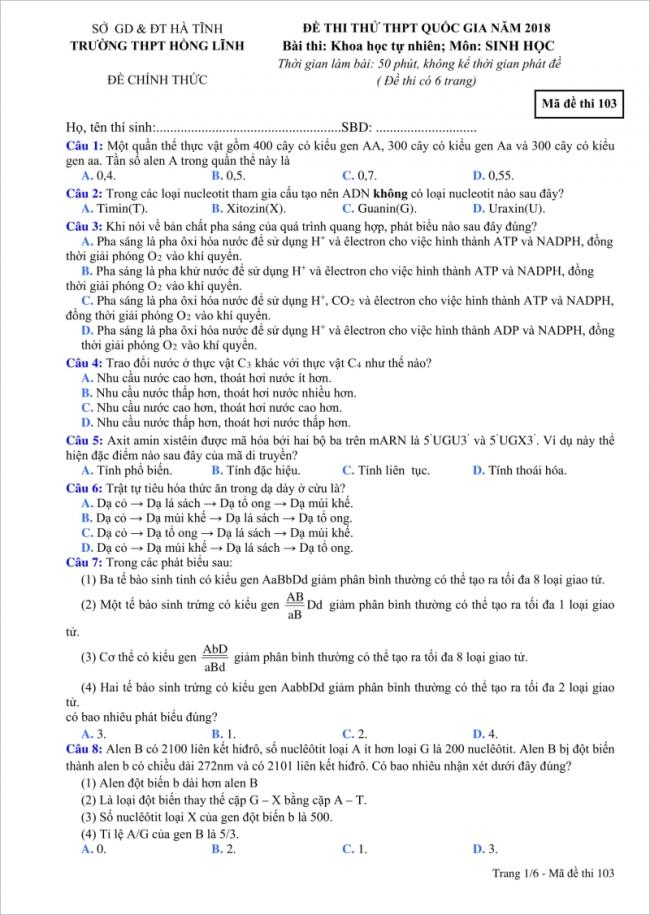 SỞ GD & ĐT HÀ TĨNH
TRƯỜNG THPT HỒNG LĨNH
ĐỀ CHÍNH THỨC
ĐỀ THI THỬ THPT QUỐC GIA NĂM 2018
Bài thi: Khoa học tự nhiên; Môn: SINH HỌC
Thời gian làm bài: 50 phút, không kể thời gian phát đề
( Đề thi có 6 trang)
Mã đề thi 103
Họ, tên thí sinh:......................................................SBD: .............................
Câu 1: Một quần thể thực vật gồm 400 cây có kiểu gen AA, 300 cây có kiểu gen Aa và 300 cây có kiểu
gen aa. Tần số alen A trong quần thể này là
A. 0,4. B. 0,5. C. 0,7. D. 0,55.
Câu 2: Trong các loại nucleotit tham gia cấu tạo nên ADN không có loại nucleotit nào sau đây?
A. Timin(T). B. Xitozin(X). C. Guanin(G). D. Uraxin(U).
Câu 3: Khi nói về bản chất pha sáng của quá trình quang hợp, phát biểu nào sau đây đúng?
A. Pha sáng là pha ôxi hóa nước để sử dụng H⁺ và êlectron cho việc hình thành ATP và NADPH, đồng
thời giải phóng O₂ vào khí quyển.
B. Pha sáng là pha khử nước để sử dụng H⁺ và êlectron cho việc hình thành ATP và NADPH, đồng
thời giải phóng O₂ vào khí quyển.
C. Pha sáng là pha ôxi hóa nước để sử dụng H⁺, CO₂ và êlectron cho việc hình thành ATP và NADPH,
đồng thời giải phóng O₂ vào khí quyển.
D. Pha sáng là pha ôxi hóa nước để sử dụng H⁺ và êlectron cho việc hình thành ADP và NADPH, đồng
thời giải phóng O₂ vào khí quyển.
Câu 4: Trao đổi nước ở thực vật C₃ khác với thực vật C₄ như thế nào?
A. Nhu cầu nước cao hơn, thoát hơi nước ít hơn.
B. Nhu cầu nước thấp hơn, thoát hơi nước nhiều hơn.
C. Nhu cầu nước cao hơn, thoát hơi nước cao hơn.
D. Nhu cầu nước thấp hơn, thoát hơi nước thấp hơn.
Câu 5: Axit amin xistêin được mã hóa bởi hai bộ ba trên mARN là 5'UGU3' và 5'UGX3'. Ví dụ này thể
hiện đặc điểm nào sau đây của mã di truyền?
A. Tính phổ biến. B. Tính đặc hiệu. C. Tính liên tục. D. Tính thoái hóa.
Câu 6: Trật tự tiêu hóa thức ăn trong dạ dày ở cừu là?
A. Dạ cỏ → Dạ lá sách → Dạ tổ ong → Dạ múi khế.
B. Dạ cỏ → Dạ múi khế → Dạ lá sách → Dạ tổ ong.
C. Dạ cỏ → Dạ tổ ong → Dạ lá sách → Dạ múi khế.
D. Dạ cỏ → Dạ múi khế → Dạ lá sách → Dạ tổ ong.
Câu 7: Trong các phát biểu sau:
(1) Ba tế bào sinh tinh có kiểu gen AaBbDd giảm phân bình thường có thể tạo ra tối đa 8 loại giao tử.
(2) Một tế bào sinh trứng có kiểu gen AB/aB Dd giảm phân bình thường có thể tạo ra tối đa 1 loại giao
tử.
(3) Cơ thể có kiểu gen AbD/aBd giảm phân bình thường có thể tạo ra tối đa 8 loại giao tử.
(4) Hai tế bào sinh trứng có kiểu gen AabbDd giảm phân bình thường có thể tạo ra tối đa 2 loại giao
tử.
có bao nhiêu phát biểu đúng?
A. 3. B. 1. C. 2. D. 4.
Câu 8: Alen B có 2100 liên kết hiđrô, số nuclêôtit loại A ít hơn loại G là 200 nuclêôtit. Alen B bị đột biến
thành alen b có chiều dài 272nm và có 2101 liên kết hiđrô. Có bao nhiêu nhận xét dưới đây đúng?
(1) Alen đột biến b dài hơn alen B
(2) Là loại đột biến thay thế cặp G – X bằng cặp A – T.
(3) Số nuclêôtit loại X của gen đột biến b là 500.
(4) Tỉ lệ A/G của gen B là 5/3.
A. 0. B. 2. C. 1. D. 3.
Trang 1/6 - Mã đề thi 103